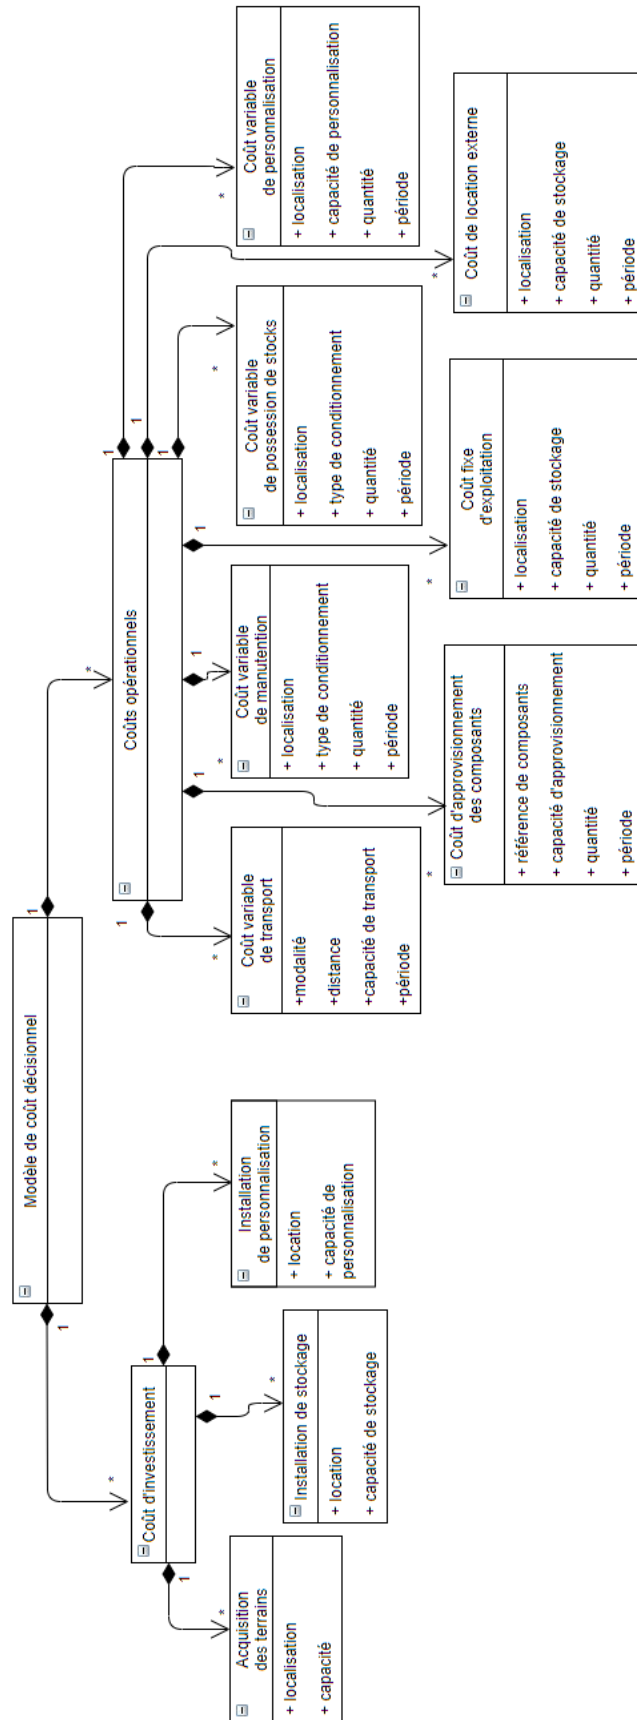 Modèle de coût décisionnel
1
1
*
*
Coût d'investissement
1
1
1
*
*
*
Acquisition
des terrains
+ localisation
+ capacité
Installation de stockage
+ location
+ capacité de stockage
Installation
de personnalisation
+ location
+ capacité de
personnalisation
Coûts opérationnels
1
1
1
1
1
1
1
*
*
*
*
*
*
*
Coût variable
de transport
+modalité
+distance
+capacité de transport
+période
Coût d'approvisionnement
des composants
+ référence de composants
+ capacité d'approvisionnement
+ quantité
+ période
Coût variable
de manutention
+ localisation
+ type de conditionnement
+ quantité
+ période
Coût fixe
d'exploitation
+ localisation
+ capacité de stockage
+ quantité
+ période
Coût variable
de possession de stocks
+ localisation
+ type de conditionnement
+ quantité
+ période
Coût de location externe
+ localisation
+ capacité de stockage
+ quantité
+ période
Coût variable
de personnalisation
+ localisation
+ capacité de personnalisation
+ quantité
+ période